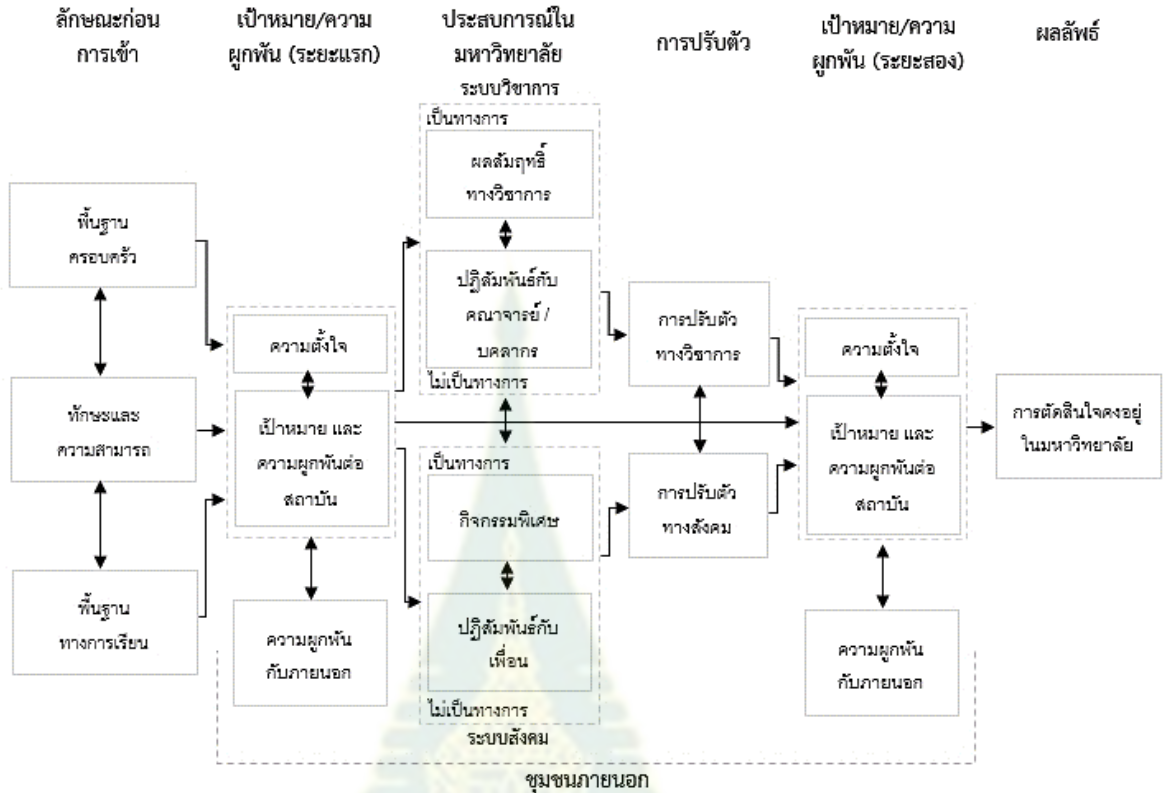 ลักษณะก่อน
การเข้า
เป้าหมาย/ความ
ผูกพัน (ระยะแรก)
ประสบการณ์ใน
มหาวิทยาลัย
การปรับตัว
เป้าหมาย/ความ
ผูกพัน (ระยะสอง)
ผลลัพธ์
ระบบวิชาการ
เป็นทางการ
ผลสัมฤทธิ์
ทางวิชาการ
พื้นฐาน
ครอบครัว
ปฏิสัมพันธ์กับ
คณาจารย์ /
บุคลากร
ไม่เป็นทางการ
ความตั้งใจ
การปรับตัว
ทางวิชาการ
ความตั้งใจ
ทักษะและ
ความสามารถ
เป้าหมาย และ
ความผูกพันต่อ
สถาบัน
เป้าหมาย และ
ความผูกพันต่อ
สถาบัน
การตัดสินใจคงอยู่
ในมหาวิทยาลัย
เป็นทางการ
กิจกรรมพิเศษ
การปรับตัว
ทางสังคม
พื้นฐาน
ทางการเรียน
ความผูกพัน
กับภายนอก
ปฏิสัมพันธ์กับ
เพื่อน
ความผูกพัน
กับภายนอก
ไม่เป็นทางการ
ระบบสังคม
ชุมชนภายนอก